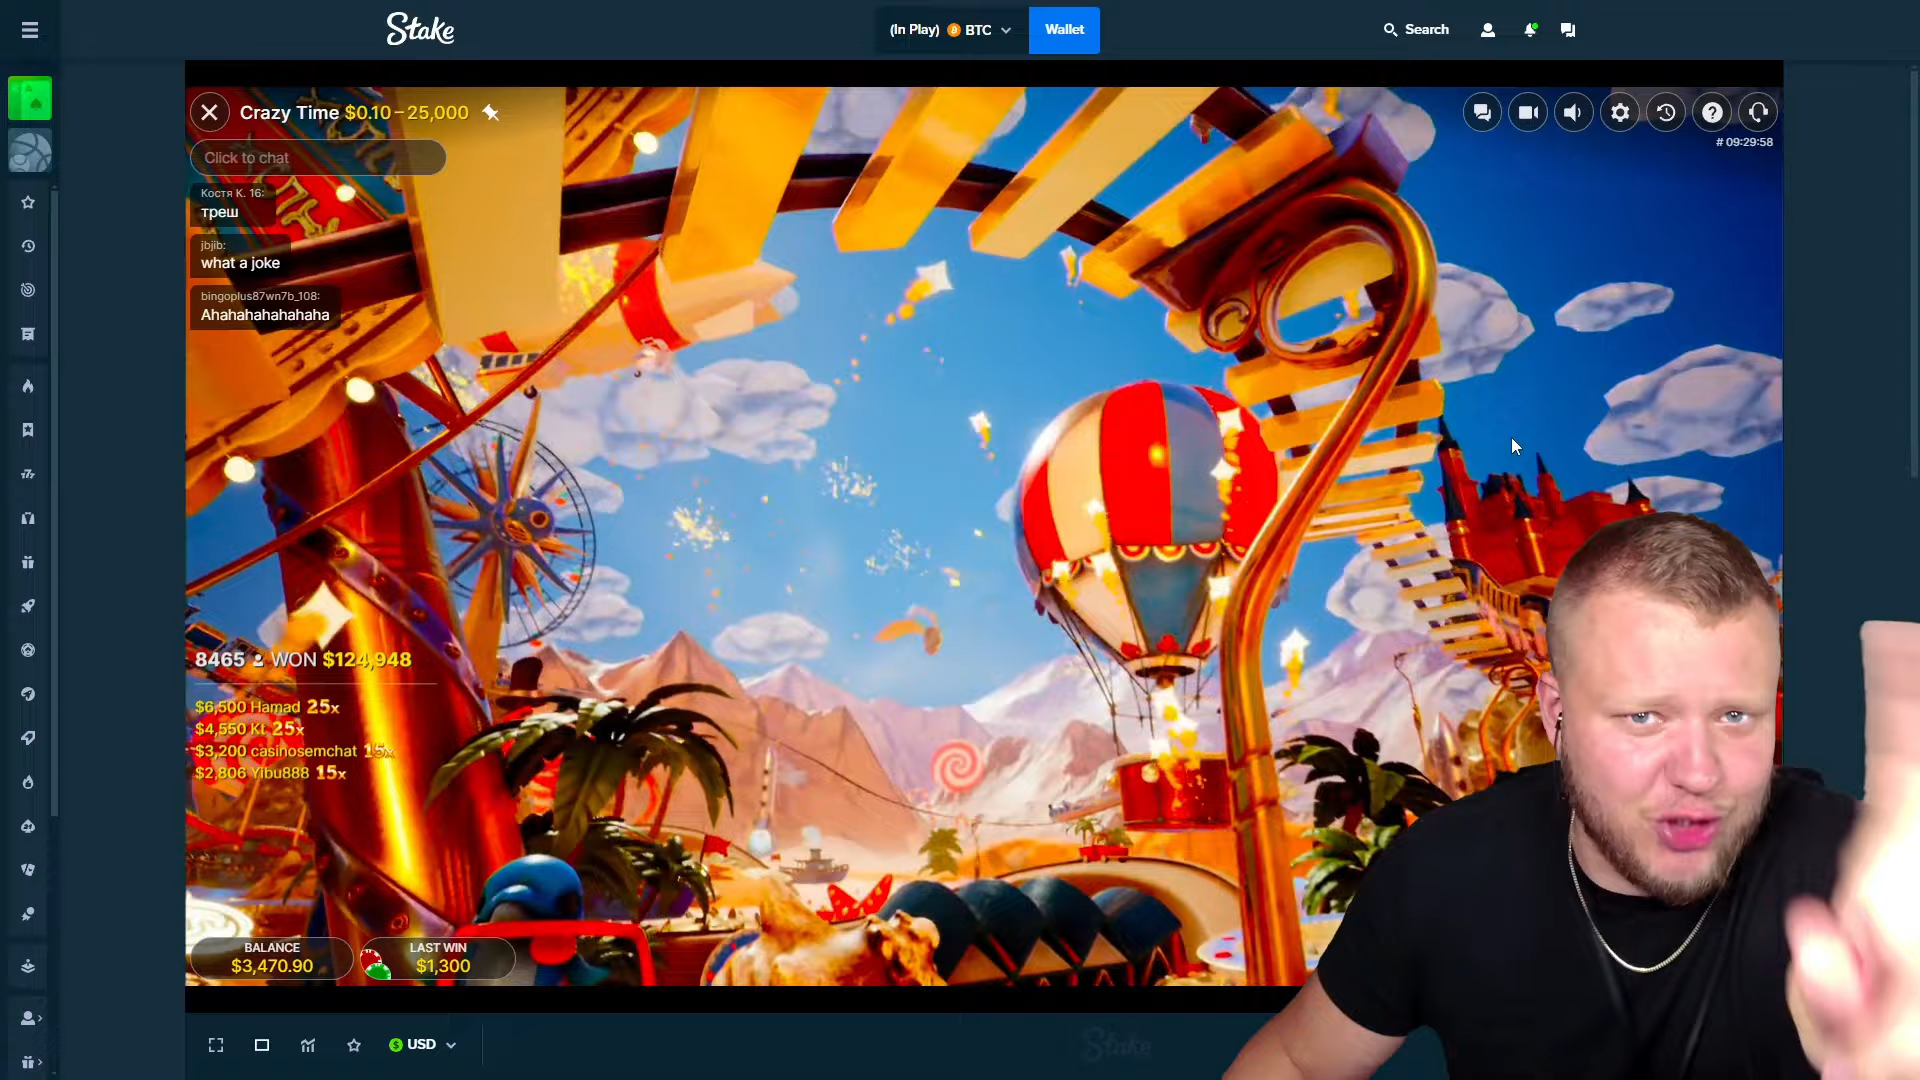 Stake
(In Play) BTC
Wallet
Search
Crazy Time $0.10–25,000
# 09:29:58
Click to chat
Костя К. 16:
треш
jbjib:
what a joke
bingoplus87wn7b_108:
Ahahahahahahaha
8465 WON $124,948
$6,500 Hamad 25x
$4,550 Kt 25x
$3,200 casinosemchat 15x
$2,806 Yibu888 15x
BALANCE
$3,470.90
LAST WIN
$1,300
USD
Stake